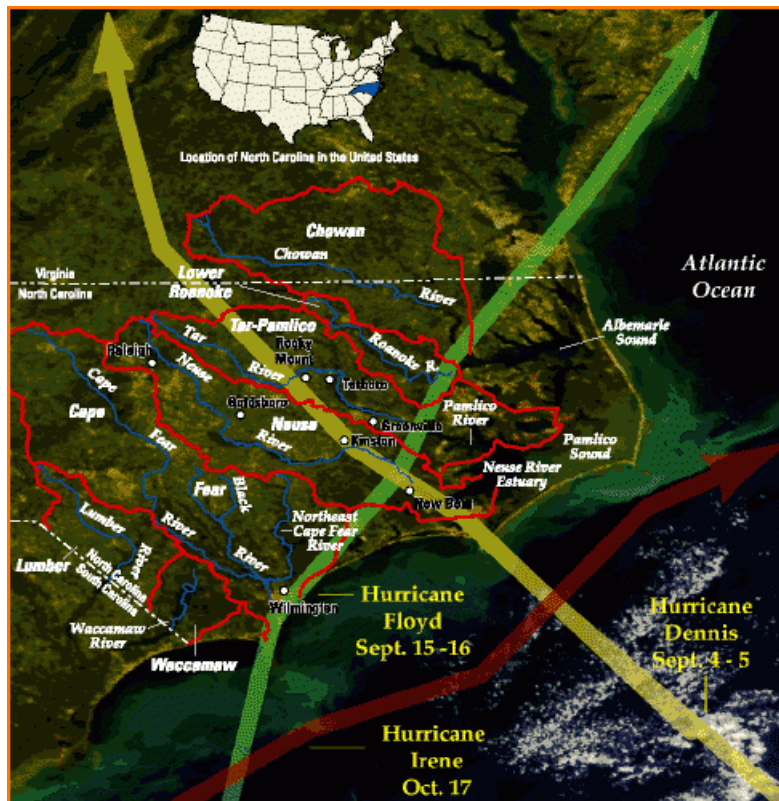 Location of North Carolina in the United States
Chowan
Chowan
River
Virginia
North Carolina
Lower
Roanoke
Atlantic
Ocean
Tar-Pamlico
Tar
River
Rocky
Mount
Roanoke R.
Albemarle
Sound
Raleigh
Neuse
River
Tarboro
Cape
Fear
River
Cape
Fear
Goldsboro
Neuse
Greenville
Kinston
Pamlico
River
Pamlico
Sound
Neuse River
Estuary
New Bern
Black
River
Northeast
Cape Fear
River
Lumber
River
Lumber
North Carolina
South Carolina
Wilmington
Waccamaw
River
Waccamaw
Hurricane
Floyd
Sept. 15 -16
Hurricane
Dennis
Sept. 4 - 5
Hurricane
Irene
Oct. 17